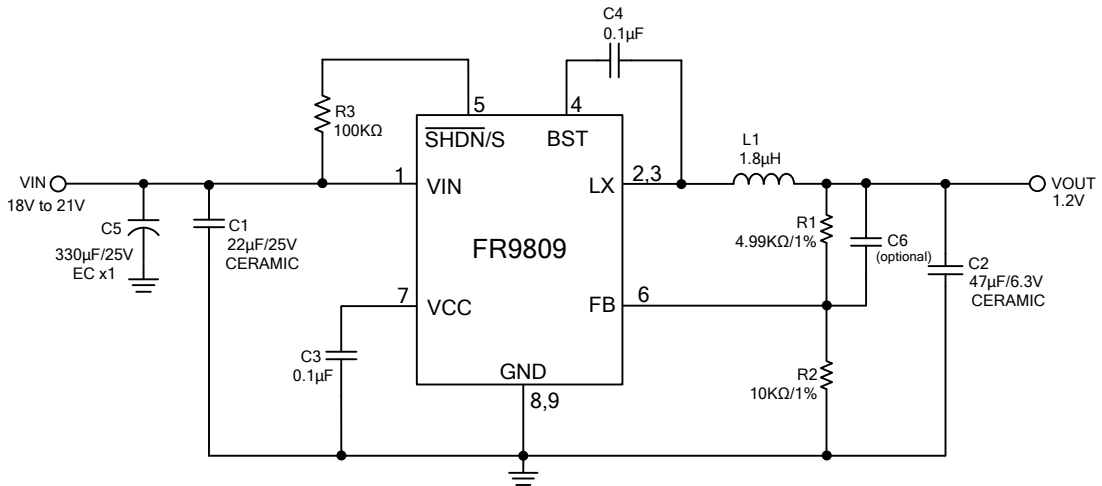 C4
0.1µF
R3
100KΩ
5
4
SHDN/S
BST
L1
1.8µH
VIN
18V to 21V
1
VIN
LX
2,3
VOUT
1.2V
C5
330µF/25V
EC x1
C1
22µF/25V
CERAMIC
FR9809
R1
4.99KΩ/1%
C6
(optional)
C2
47µF/6.3V
CERAMIC
7
VCC
FB
6
C3
0.1µF
GND
8,9
R2
10KΩ/1%